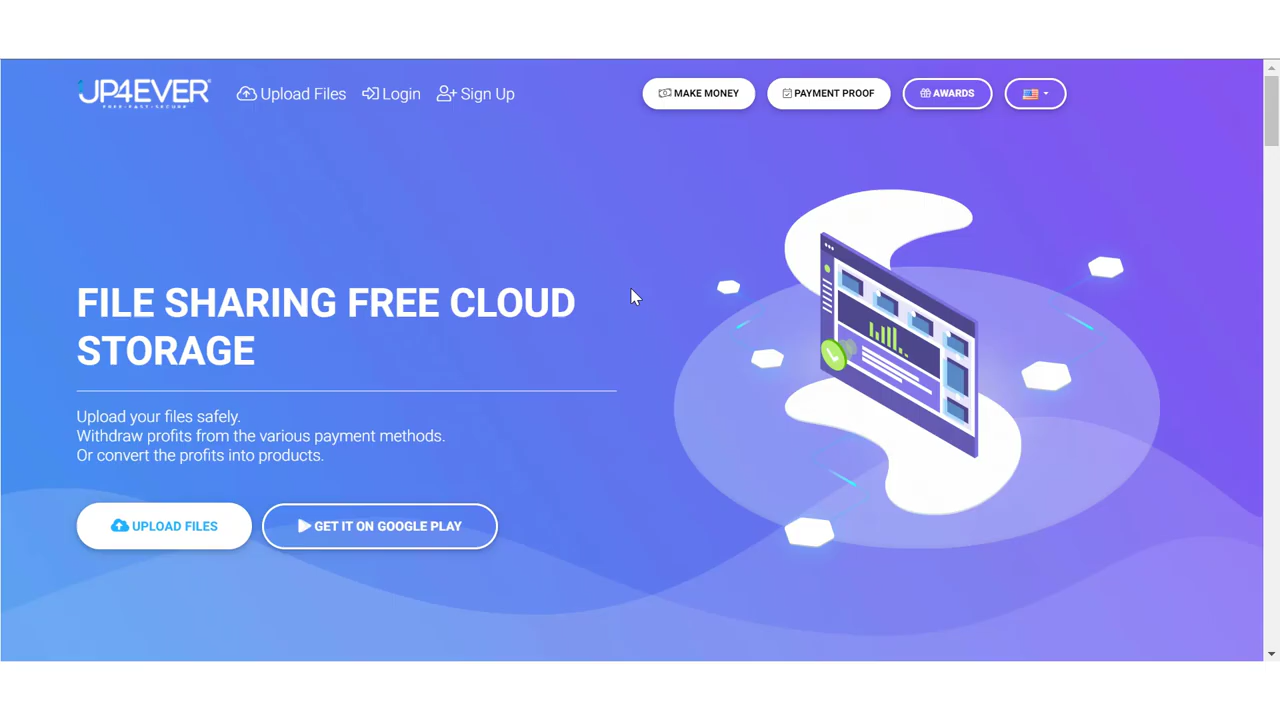 UP4EVER
FREE•FAST•SECURE
Upload Files
Login
Sign Up
MAKE MONEY
PAYMENT PROOF
AWARDS
FILE SHARING FREE CLOUD
STORAGE
Upload your files safely.
Withdraw profits from the various payment methods.
Or convert the profits into products.
UPLOAD FILES
GET IT ON GOOGLE PLAY